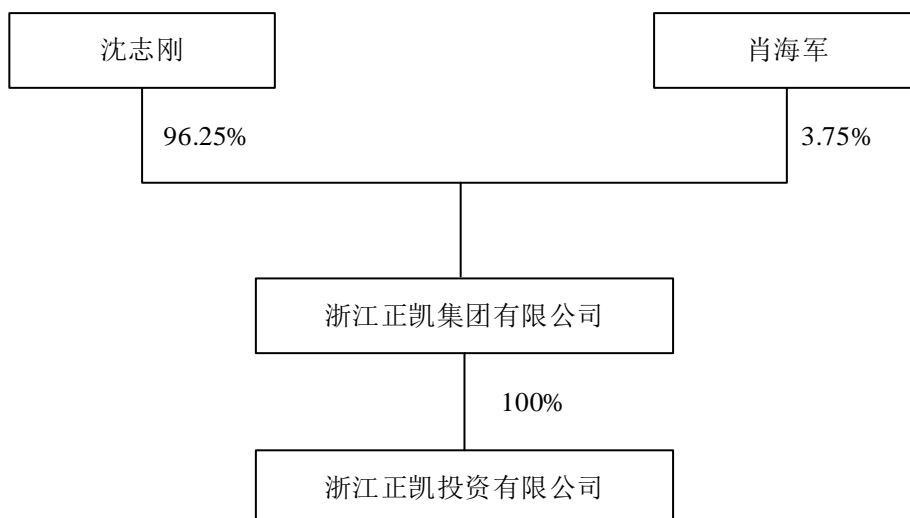 沈志刚
肖海军
96.25%
3.75%
浙江正凯集团有限公司
100%
浙江正凯投资有限公司